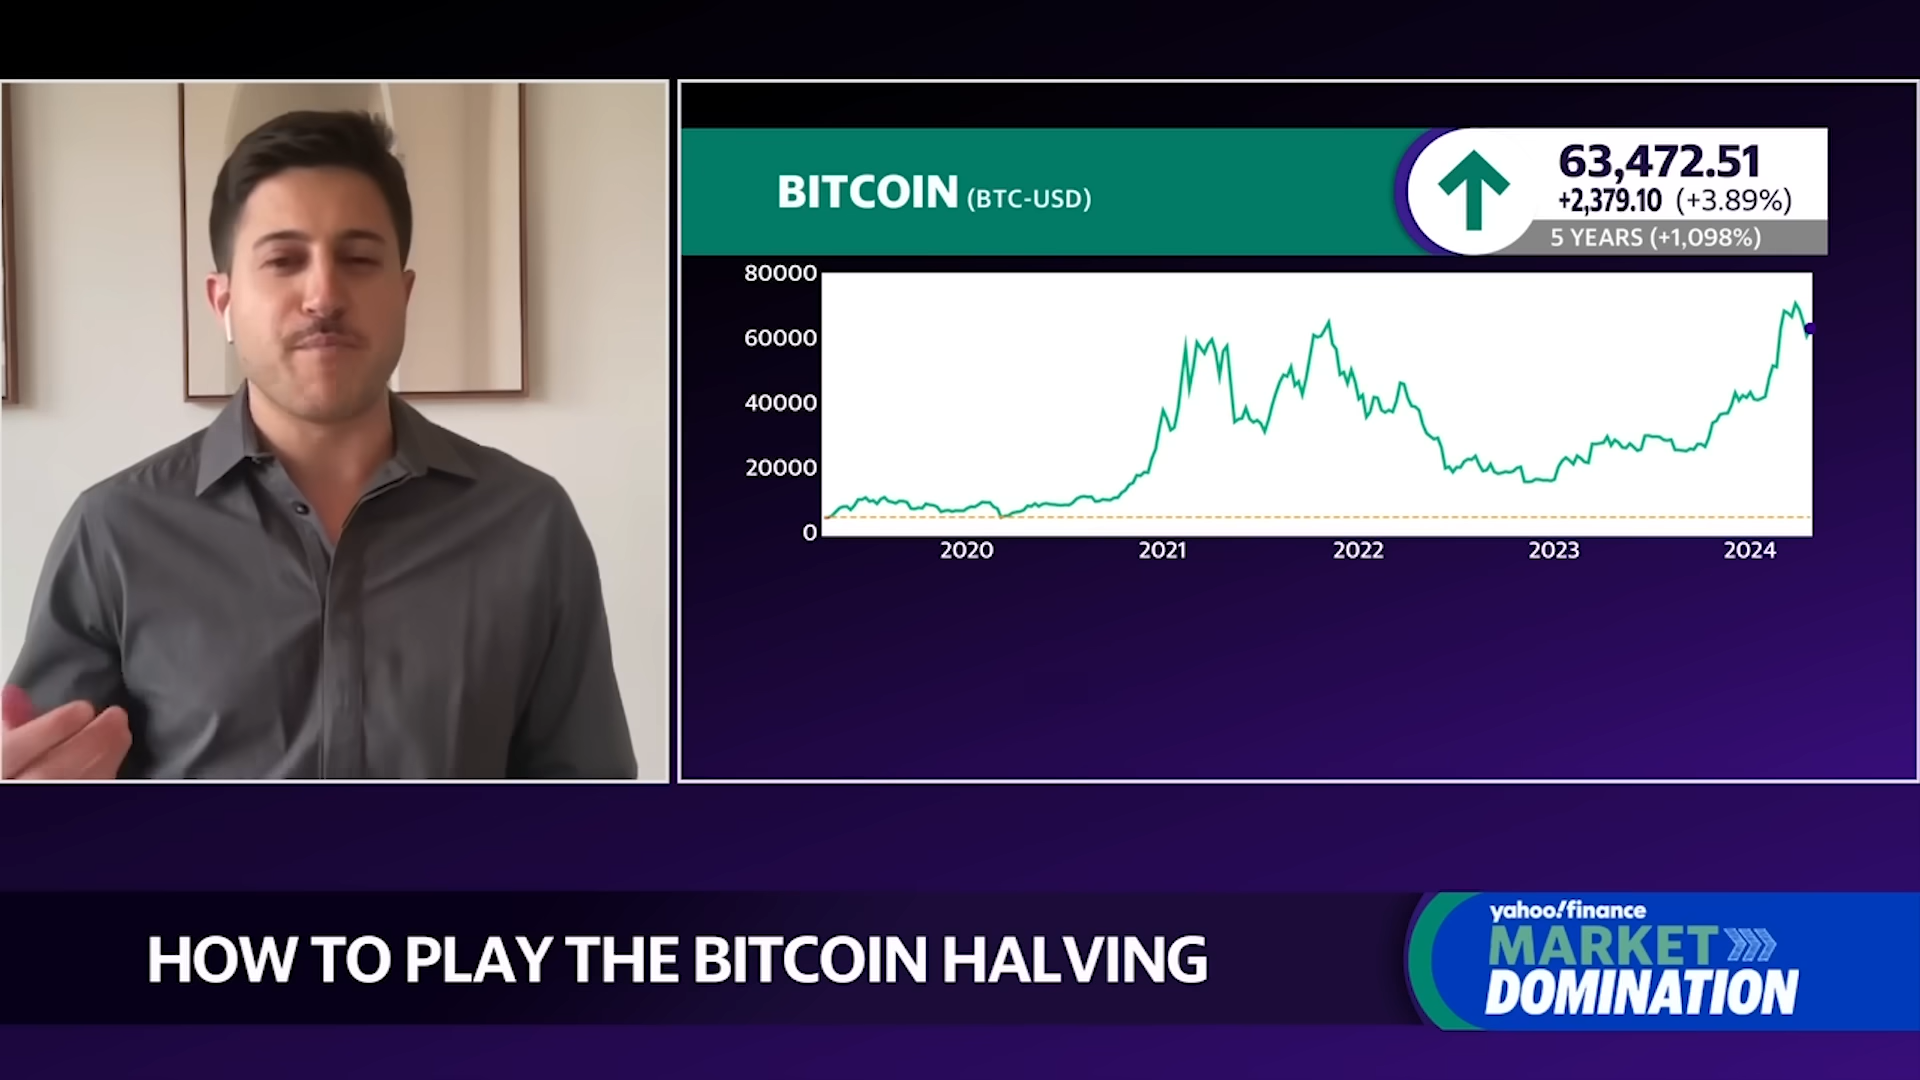 BITCOIN (BTC-USD)
63,472.51
+2,379.10 (+3.89%)
5 YEARS (+1,098%)
80000
60000
40000
20000
0
2020 2021 2022 2023 2024
HOW TO PLAY THE BITCOIN HALVING
yahoo!finance
MARKET
DOMINATION